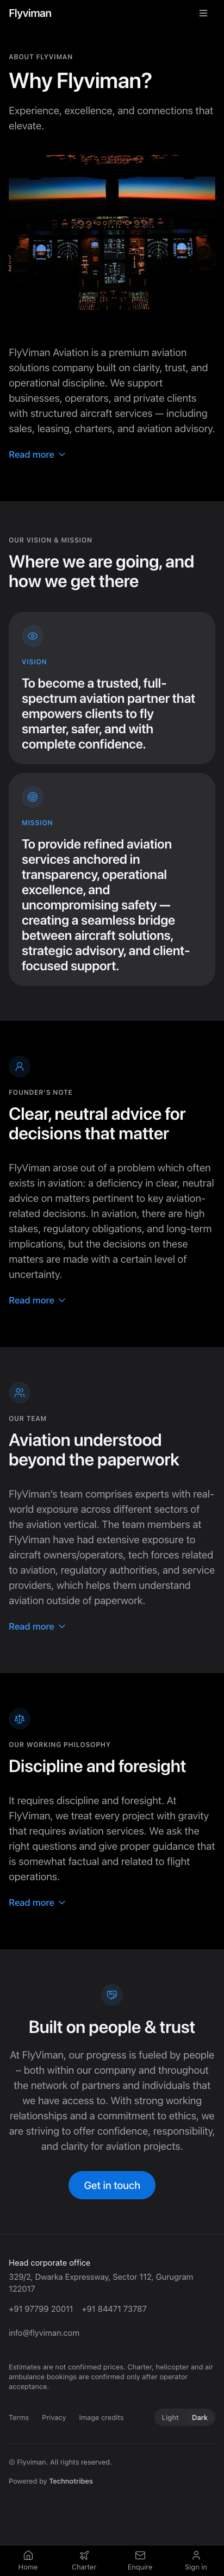 Flyviman
ABOUT FLYVIMAN
Why Flyviman?
Experience, excellence, and connections that
elevate.
FlyViman Aviation is a premium aviation
solutions company built on clarity, trust, and
operational discipline. We support
businesses, operators, and private clients
with structured aircraft services — including
sales, leasing, charters, and aviation advisory.
Read more
OUR VISION & MISSION
Where we are going, and
how we get there
VISION
To become a trusted, full-
spectrum aviation partner that
empowers clients to fly
smarter, safer, and with
complete confidence.
MISSION
To provide refined aviation
services anchored in
transparency, operational
excellence, and
uncompromising safety —
creating a seamless bridge
between aircraft solutions,
strategic advisory, and client-
focused support.
FOUNDER'S NOTE
Clear, neutral advice for
decisions that matter
FlyViman arose out of a problem which often
exists in aviation: a deficiency in clear, neutral
advice on matters pertinent to key aviation-
related decisions. In aviation, there are high
stakes, regulatory obligations, and long-term
implications, but the decisions on these
matters are made with a certain level of
uncertainty.
Read more
OUR TEAM
Aviation understood
beyond the paperwork
FlyViman's team comprises experts with real-
world exposure across different sectors of
the aviation vertical. The team members at
FlyViman have had extensive exposure to
aircraft owners/operators, tech forces related
to aviation, regulatory authorities, and service
providers, which helps them understand
aviation outside of paperwork.
Read more
OUR WORKING PHILOSOPHY
Discipline and foresight
It requires discipline and foresight. At
FlyViman, we treat every project with gravity
that requires aviation services. We ask the
right questions and give proper guidance that
is somewhat factual and related to flight
operations.
Read more
Built on people & trust
At FlyViman, our progress is fueled by people
– both within our company and throughout
the network of partners and individuals that
we have access to. With strong working
relationships and a commitment to ethics, we
are striving to offer confidence, responsibility,
and clarity for aviation projects.
Get in touch
Head corporate office
329/2, Dwarka Expressway, Sector 112, Gurugram
122017
+91 97799 20011 +91 84471 73787
info@flyviman.com
Estimates are not confirmed prices. Charter, helicopter and air
ambulance bookings are confirmed only after operator
acceptance.
Terms Privacy Image credits Light Dark
© Flyviman. All rights reserved.
Powered by Technotribes
Home Charter Enquire Sign in